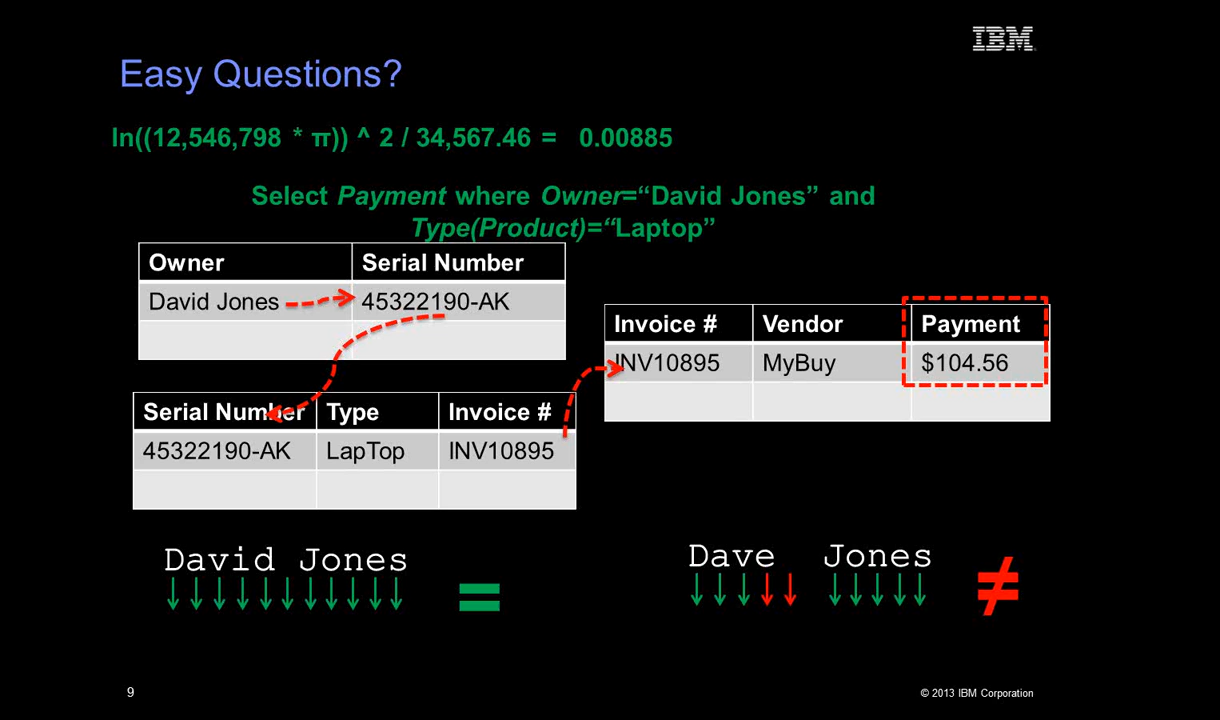 IBM
Easy Questions?
ln((12,546,798 * π)) ^ 2 / 34,567.46 = 0.00885
Select Payment where Owner=“David Jones” and
Type(Product)=“Laptop”
Owner Serial Number
David Jones 45322190-AK
Invoice # Vendor Payment
INV10895 MyBuy $104.56
Serial Number Type Invoice #
45322190-AK LapTop INV10895
David Jones
=
Dave Jones
≠
9
© 2013 IBM Corporation